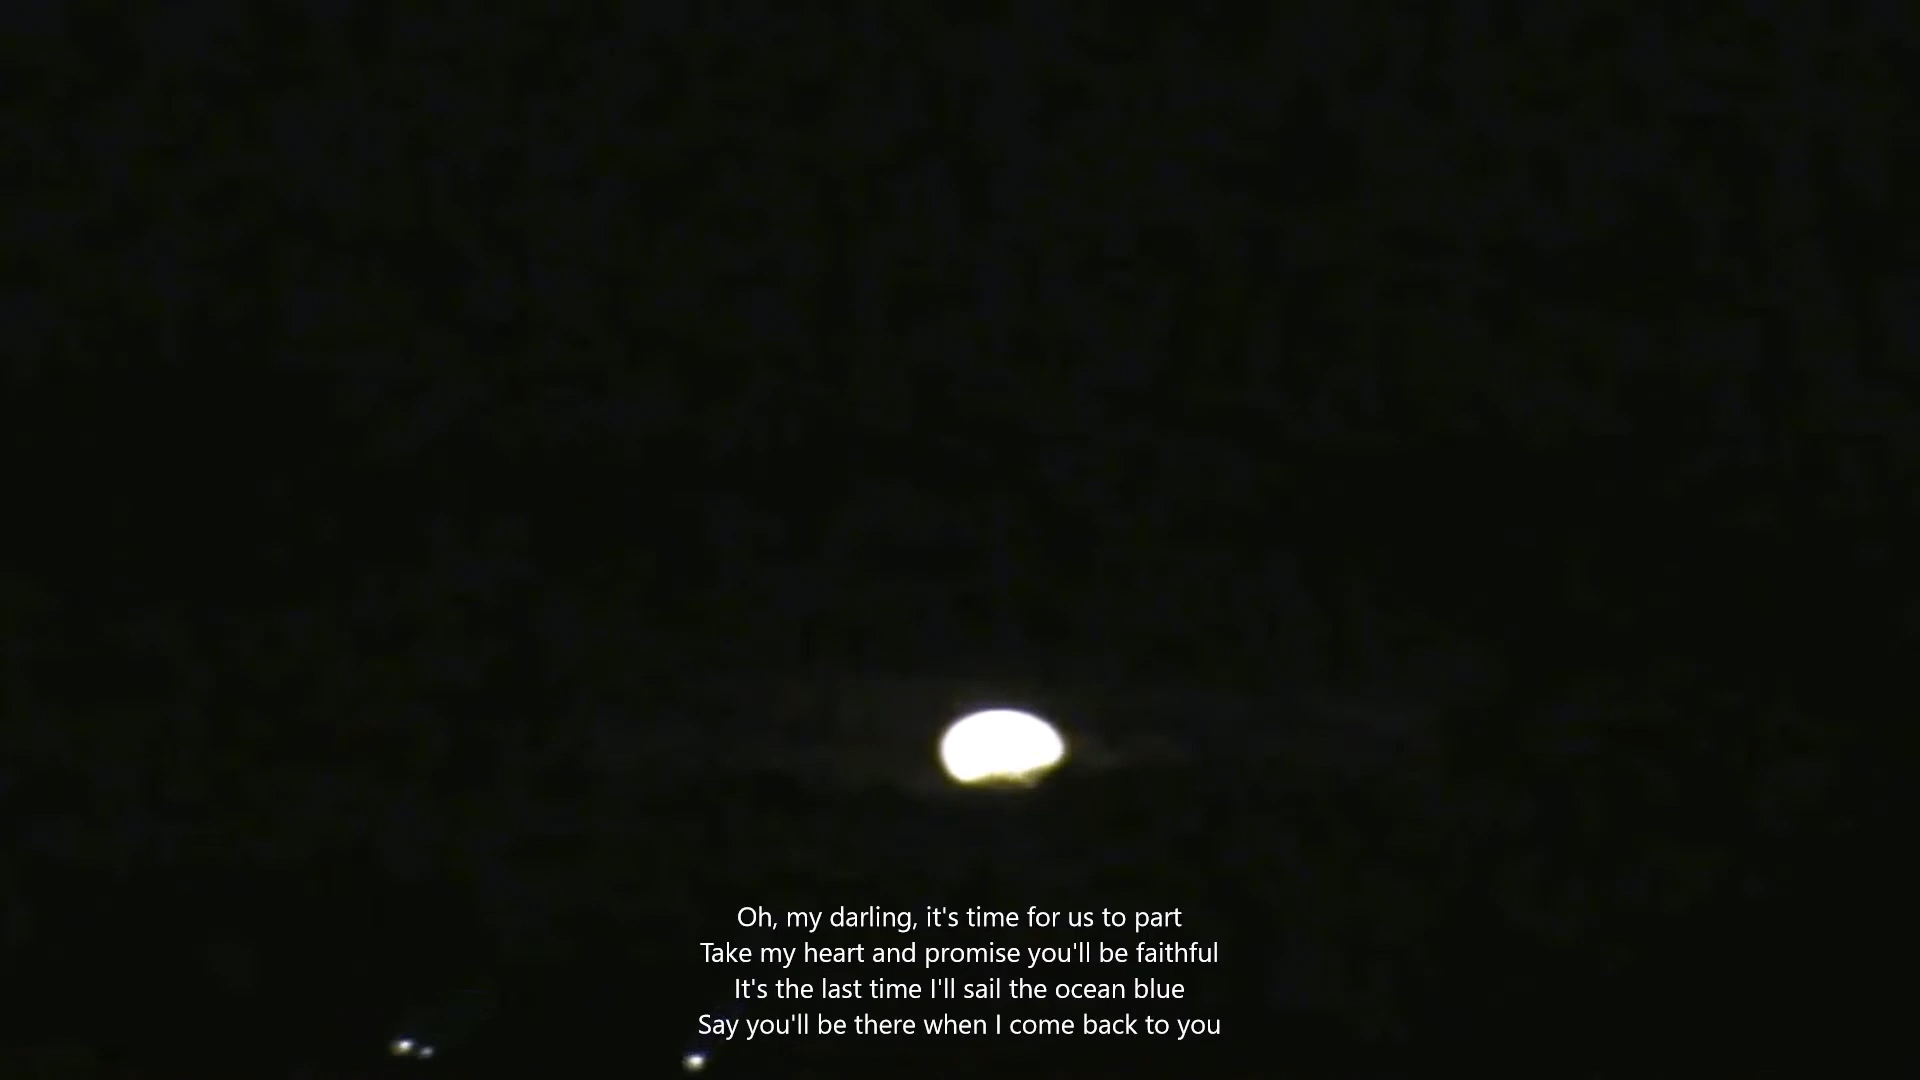 Oh, my darling, it's time for us to part
Take my heart and promise you'll be faithful
It's the last time I'll sail the ocean blue
Say you'll be there when I come back to you